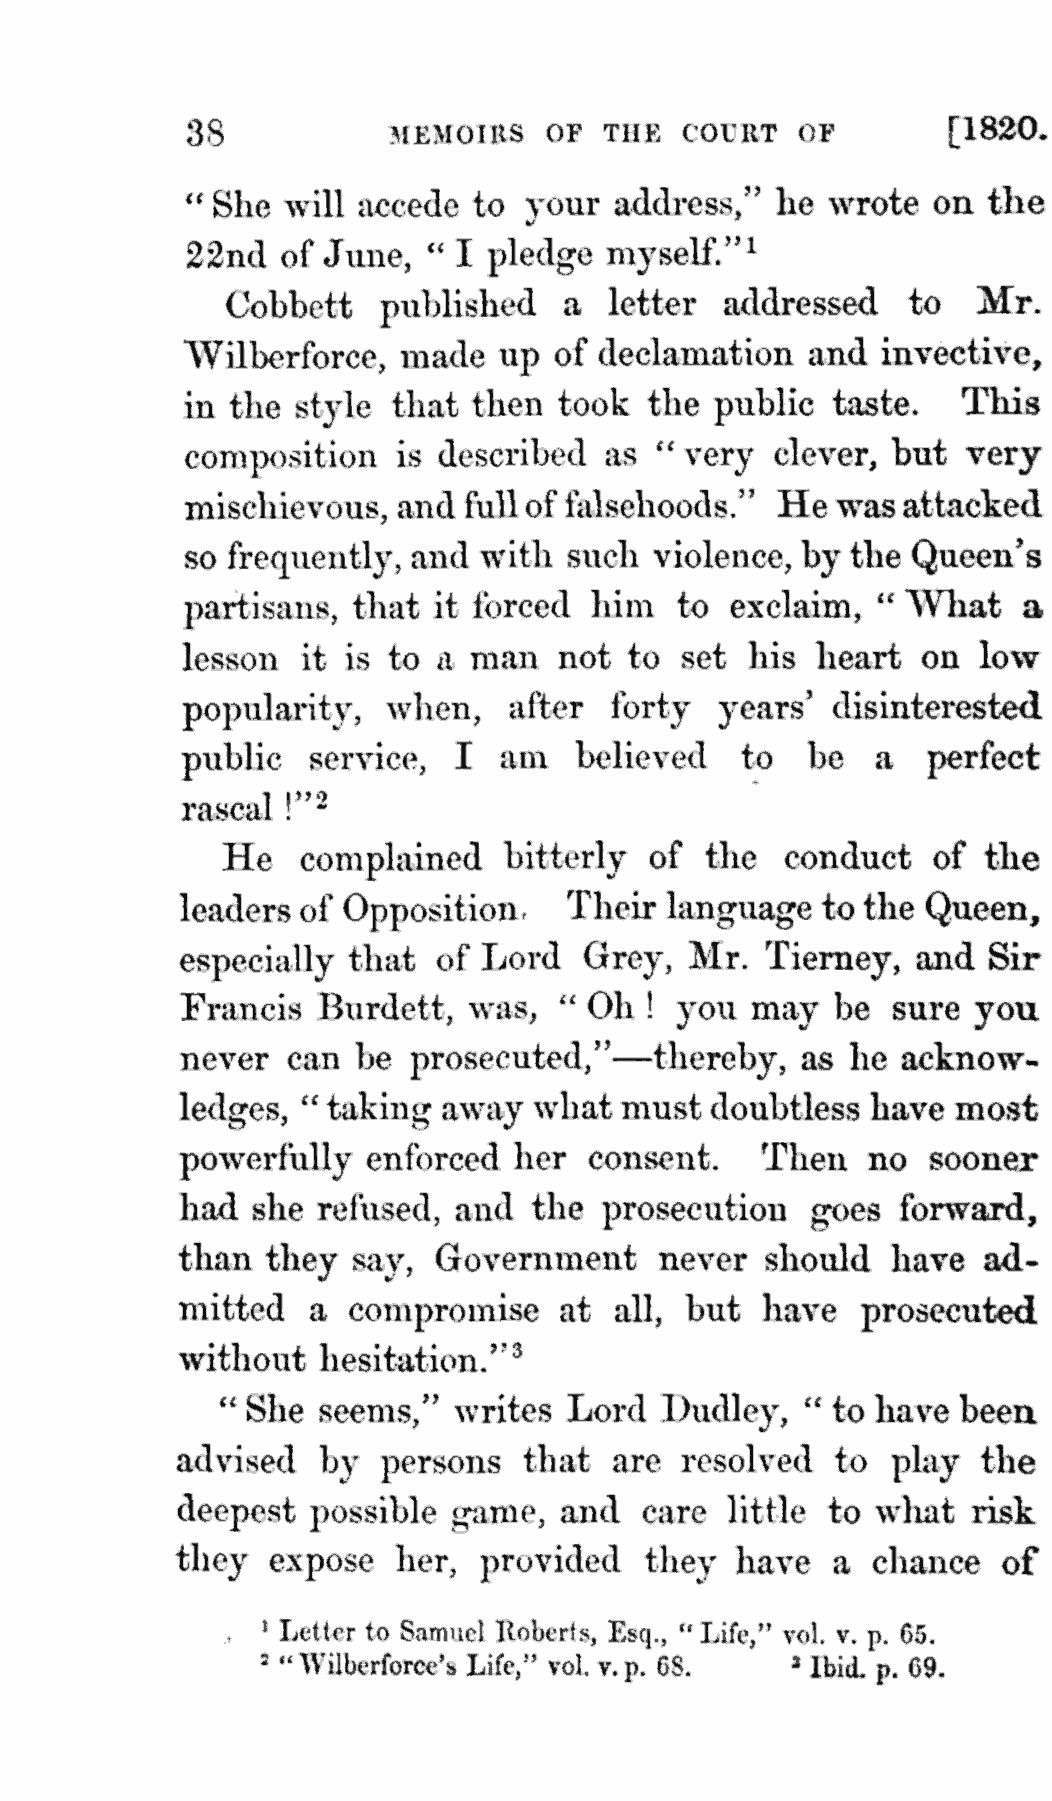 38 MEMOIRS OF THE COURT OF [1820.
“She will accede to your address,” he wrote on the
22nd of June, “I pledge myself.”¹
Cobbett published a letter addressed to Mr.
Wilberforce, made up of declamation and invective,
in the style that then took the public taste. This
composition is described as “very clever, but very
mischievous, and full of falsehoods.” He was attacked
so frequently, and with such violence, by the Queen’s
partisans, that it forced him to exclaim, “What a
lesson it is to a man not to set his heart on low
popularity, when, after forty years’ disinterested
public service, I am believed to be a perfect
rascal!”²
He complained bitterly of the conduct of the
leaders of Opposition. Their language to the Queen,
especially that of Lord Grey, Mr. Tierney, and Sir
Francis Burdett, was, “Oh! you may be sure you
never can be prosecuted,”—thereby, as he acknow-
ledges, “taking away what must doubtless have most
powerfully enforced her consent. Then no sooner
had she refused, and the prosecution goes forward,
than they say, Government never should have ad-
mitted a compromise at all, but have prosecuted
without hesitation.”³
“She seems,” writes Lord Dudley, “to have been
advised by persons that are resolved to play the
deepest possible game, and care little to what risk
they expose her, provided they have a chance of
¹ Letter to Samuel Roberts, Esq., “Life,” vol. v. p. 65.
² “Wilberforce’s Life,” vol. v. p. 68. ³ Ibid. p. 69.